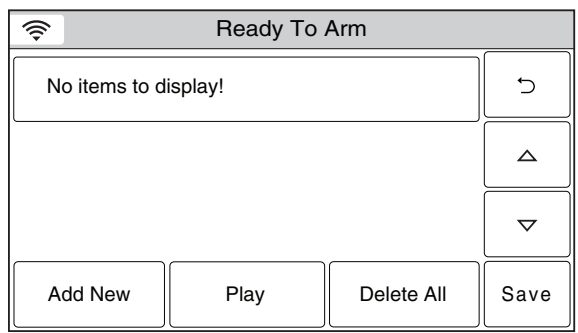 Ready To Arm
No items to display!
Add New
Play
Delete All
Save